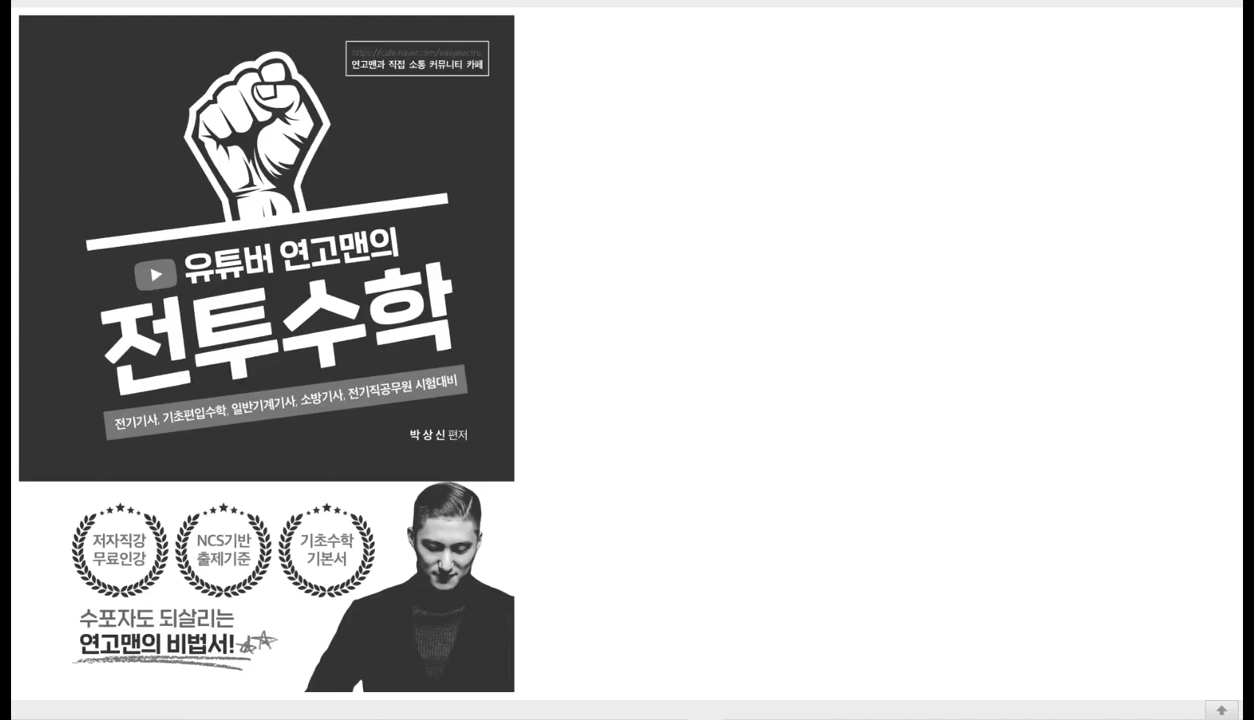 https://cafe.naver.com/easyelectric
연고맨과 직접 소통 커뮤니티 카페
유튜버 연고맨의
전투수학
전기기사, 기초편입수학, 일반기계기사, 소방기사, 전기직공무원 시험대비
박상신 편저
저자직강
무료인강
NCS기반
출제기준
기초수학
기본서
수포자도 되살리는
연고맨의 비법서!